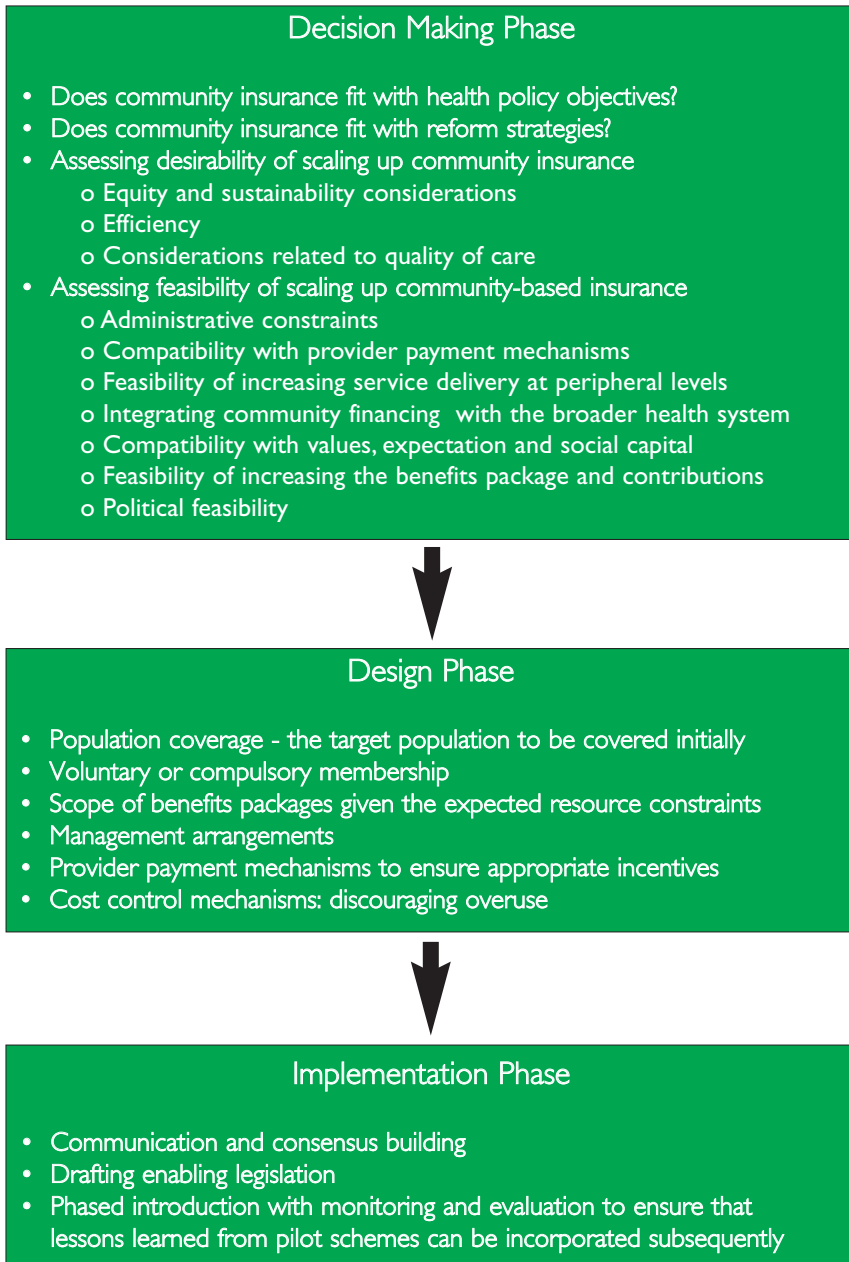 Decision Making Phase
• Does community insurance fit with health policy objectives?
• Does community insurance fit with reform strategies?
• Assessing desirability of scaling up community insurance
o Equity and sustainability considerations
o Efficiency
o Considerations related to quality of care
• Assessing feasibility of scaling up community-based insurance
o Administrative constraints
o Compatibility with provider payment mechanisms
o Feasibility of increasing service delivery at peripheral levels
o Integrating community financing with the broader health system
o Compatibility with values, expectation and social capital
o Feasibility of increasing the benefits package and contributions
o Political feasibility
Design Phase
• Population coverage - the target population to be covered initially
• Voluntary or compulsory membership
• Scope of benefits packages given the expected resource constraints
• Management arrangements
• Provider payment mechanisms to ensure appropriate incentives
• Cost control mechanisms: discouraging overuse
Implementation Phase
• Communication and consensus building
• Drafting enabling legislation
• Phased introduction with monitoring and evaluation to ensure that
lessons learned from pilot schemes can be incorporated subsequently